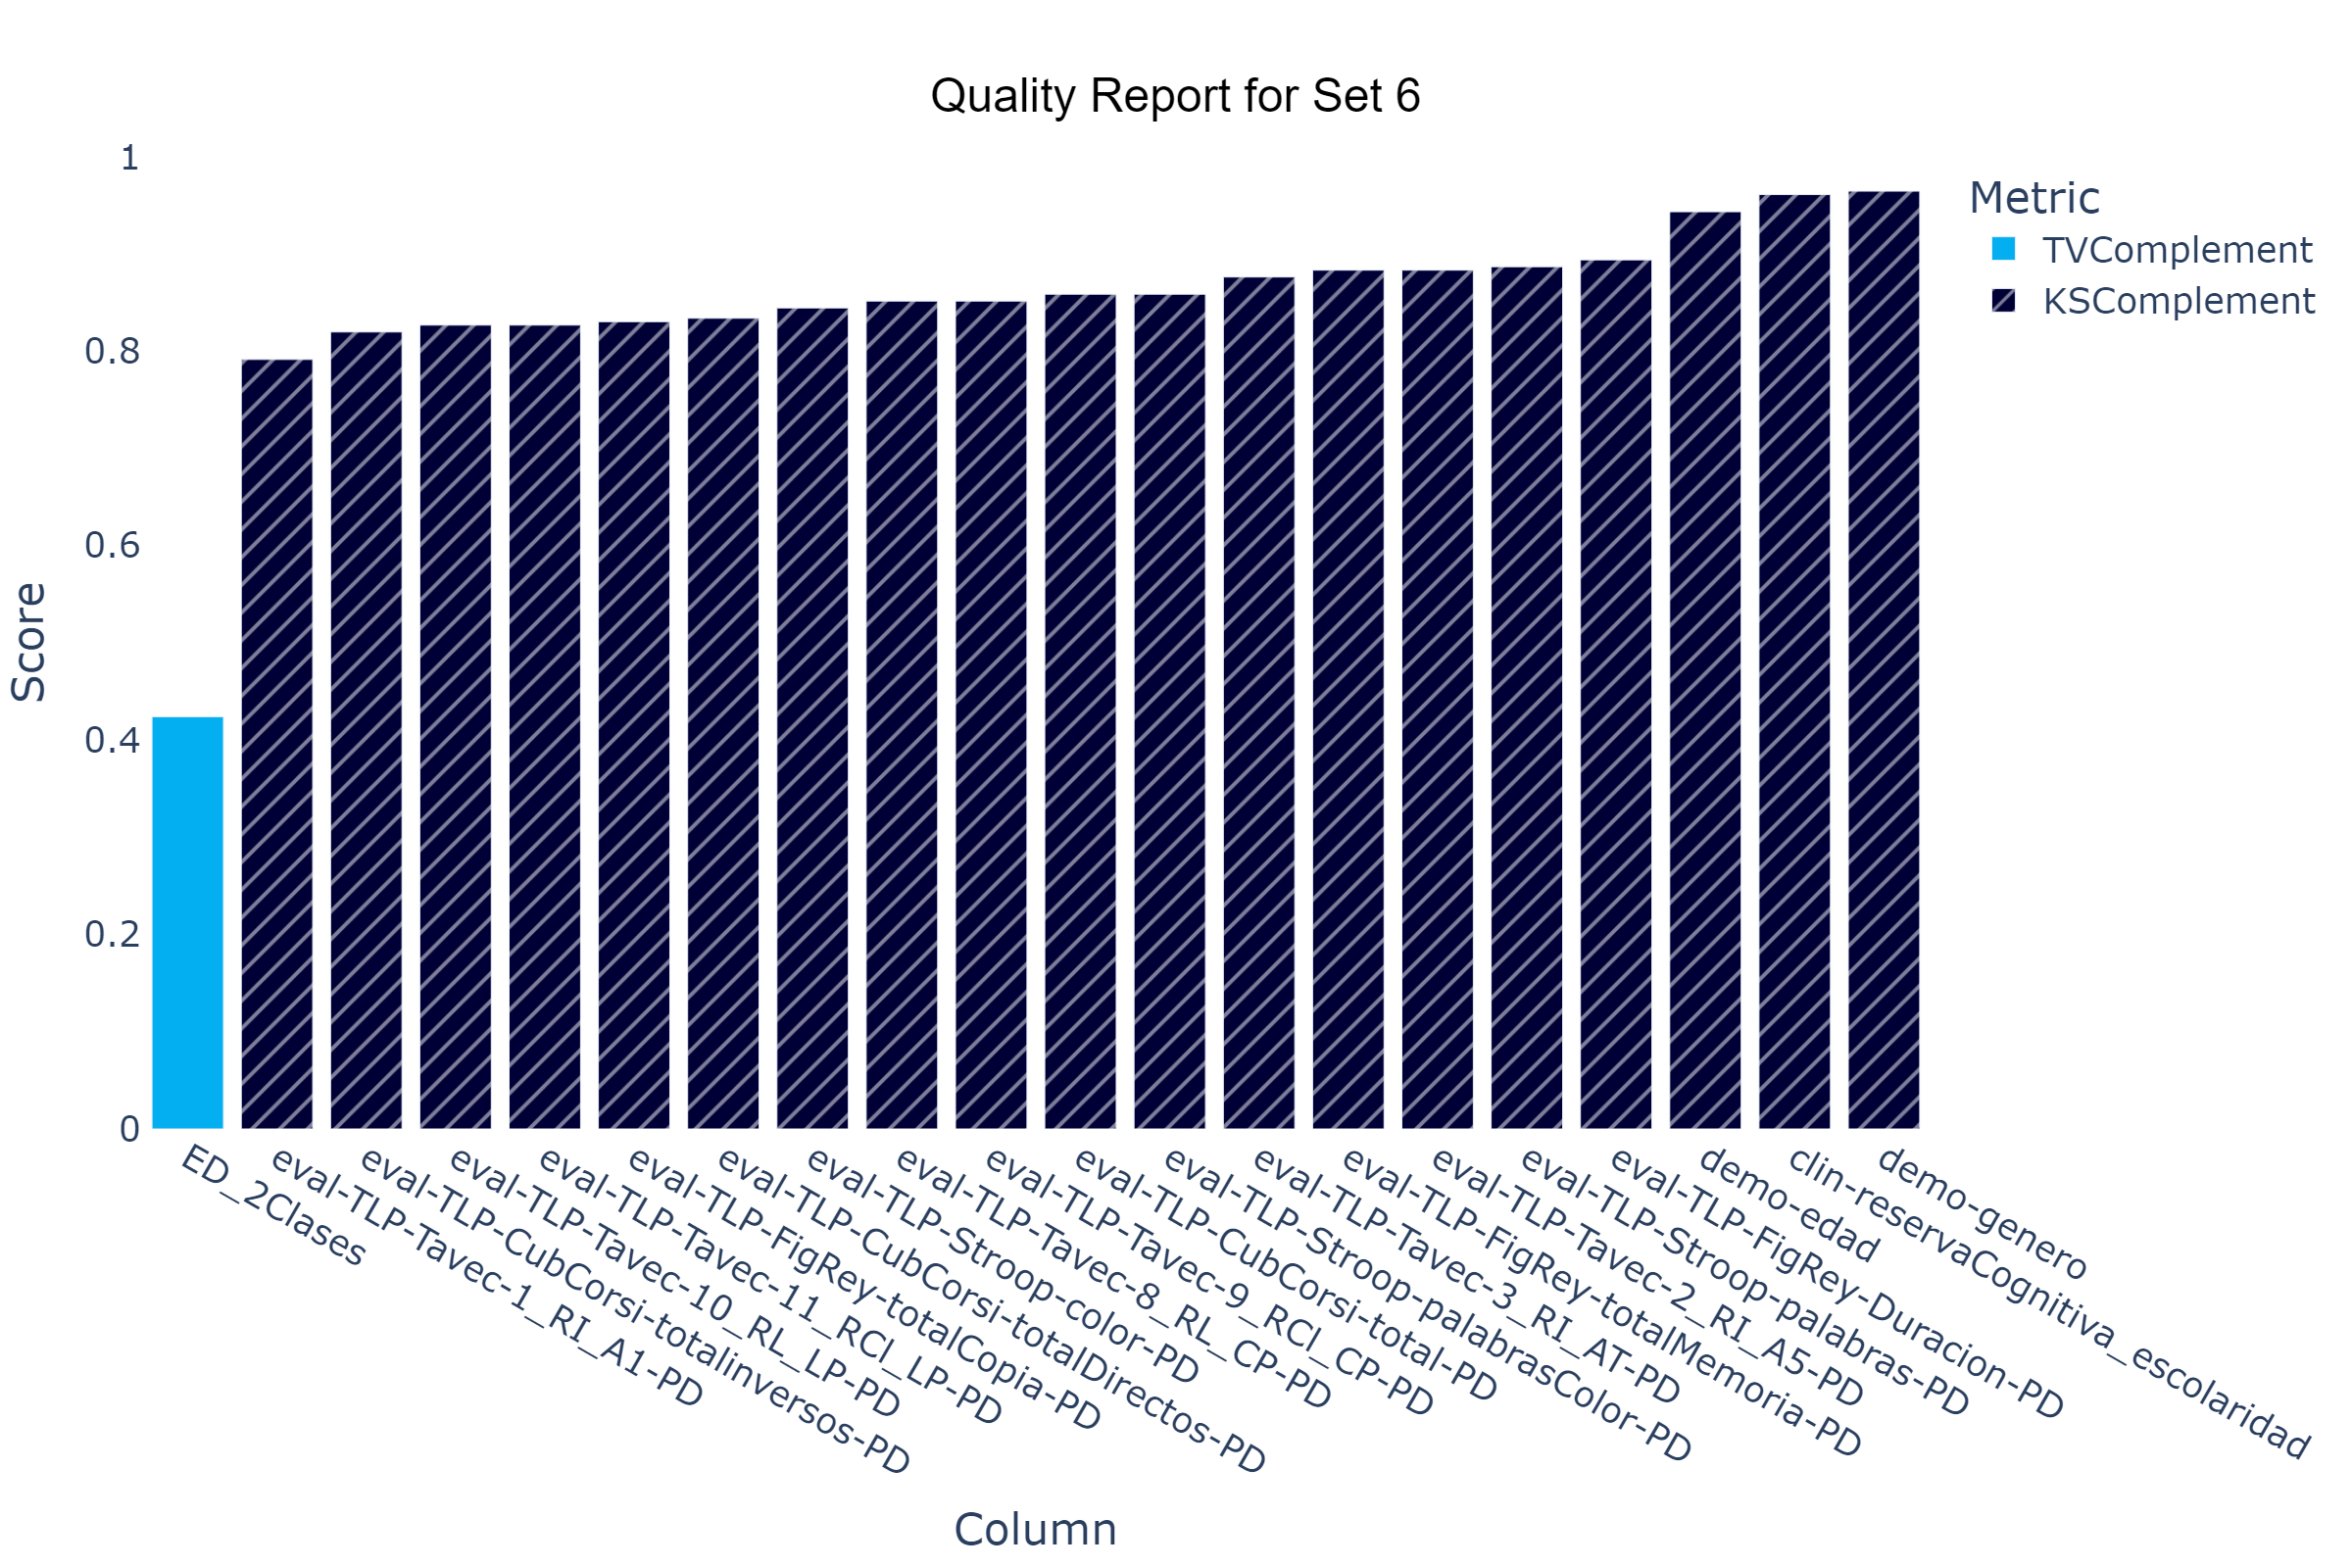 Quality Report for Set 6
1
0.8
0.6
0.4
0.2
0
Score
Metric
TVComplement
KSComplement
ED_2Clases
eval-TLP-Tavec-1_RI_A1-PD
eval-TLP-CubCorsi-totalinversos-PD
eval-TLP-Tavec-10_RL_LP-PD
eval-TLP-Tavec-11_RCl_LP-PD
eval-TLP-FigRey-totalCopia-PD
eval-TLP-CubCorsi-totalDirectos-PD
eval-TLP-Stroop-color-PD
eval-TLP-Tavec-8_RL_CP-PD
eval-TLP-Tavec-9_RCl_CP-PD
eval-TLP-CubCorsi-total-PD
eval-TLP-Stroop-palabrasColor-PD
eval-TLP-Tavec-3_RI_AT-PD
eval-TLP-FigRey-totalMemoria-PD
eval-TLP-Tavec-2_RI_A5-PD
eval-TLP-Stroop-palabras-PD
eval-TLP-FigRey-Duracion-PD
demo-edad
clin-reservaCognitiva_escolaridad
demo-genero
Column